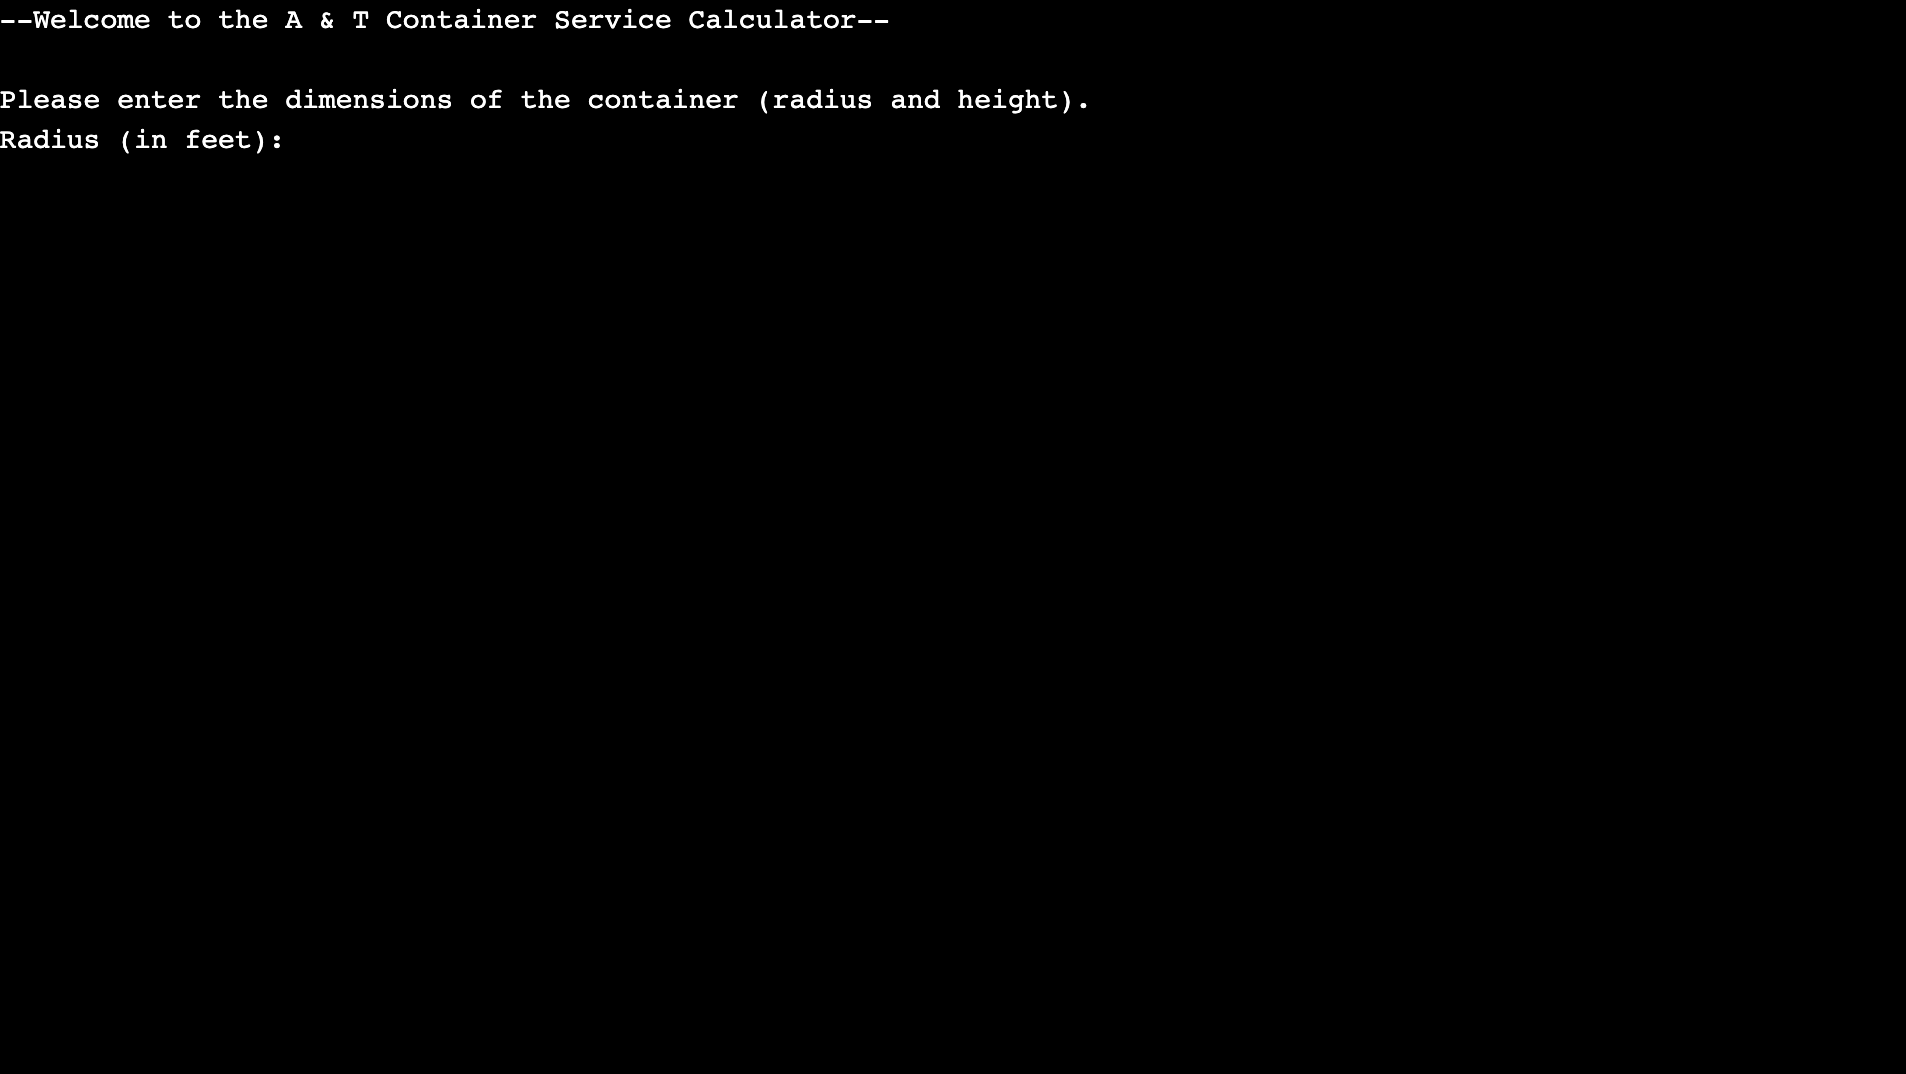 --Welcome to the A & T Container Service Calculator--
Please enter the dimensions of the container (radius and height).
Radius (in feet):